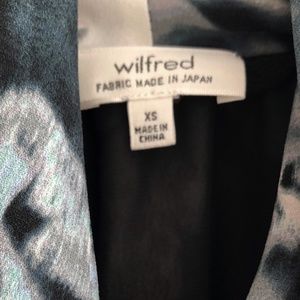 wilfred
FABRIC MADE IN JAPAN
XS
MADE IN
CHINA